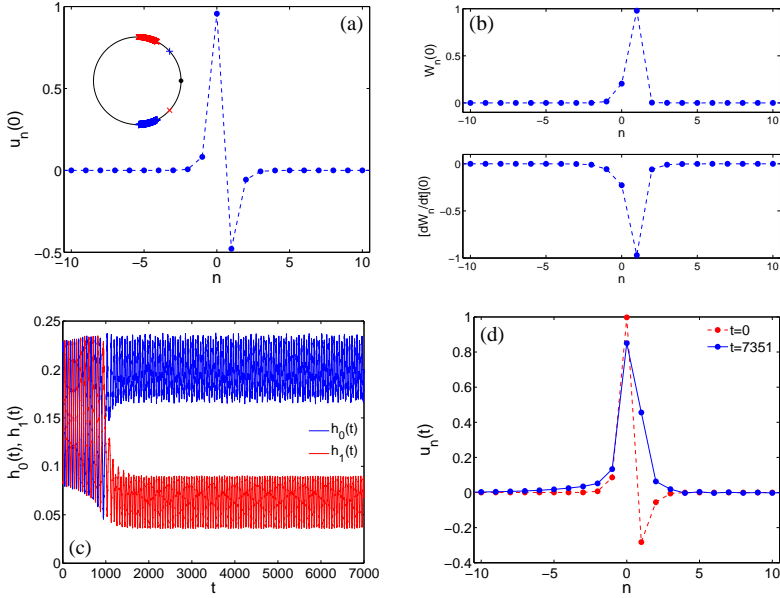 (a)
u_n(0)
1
0.5
0
−0.5
−10 −5 0 5 10
n
(b)
W_n(0)
1
0.5
0
−10 −5 0 5 10
n
[dW_n/dt](0)
0
−0.5
−1
−10 −5 0 5 10
n
(c)
h_0(t), h_1(t)
0.25
0.2
0.15
0.1
0.05
0
h_0(t)
h_1(t)
0 1000 2000 3000 4000 5000 6000 7000
t
(d)
u_n(t)
1
0.8
0.6
0.4
0.2
0
−0.2
−0.4
t=0
t=7351
−10 −5 0 5 10
n